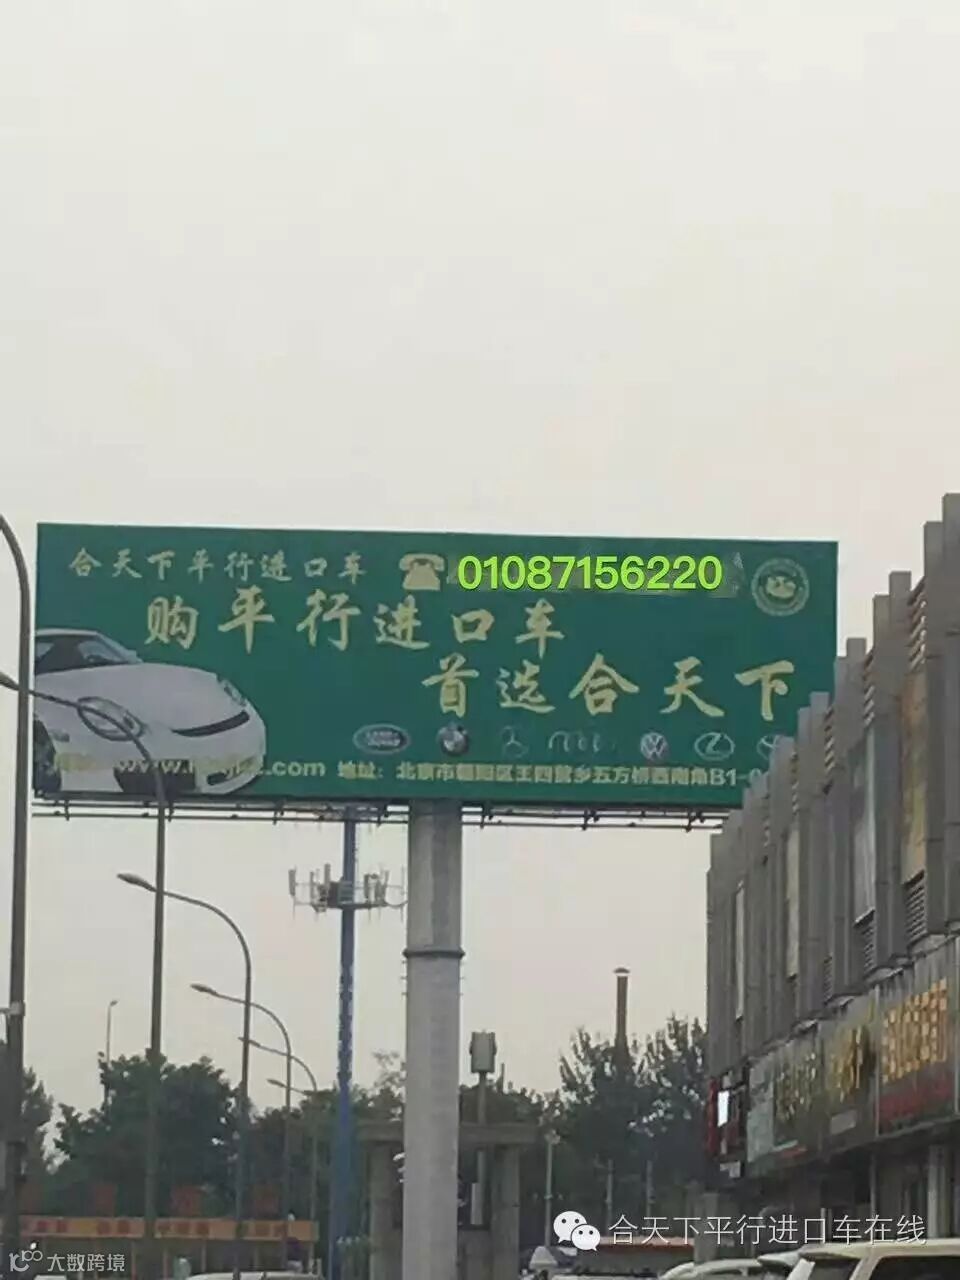 合天下平行进口车 01087156220
购平行进口车
首选合天下
地址: 北京市朝阳区王四营乡五方桥西南角B1-0
合天下平行进口车在线
大数跨境